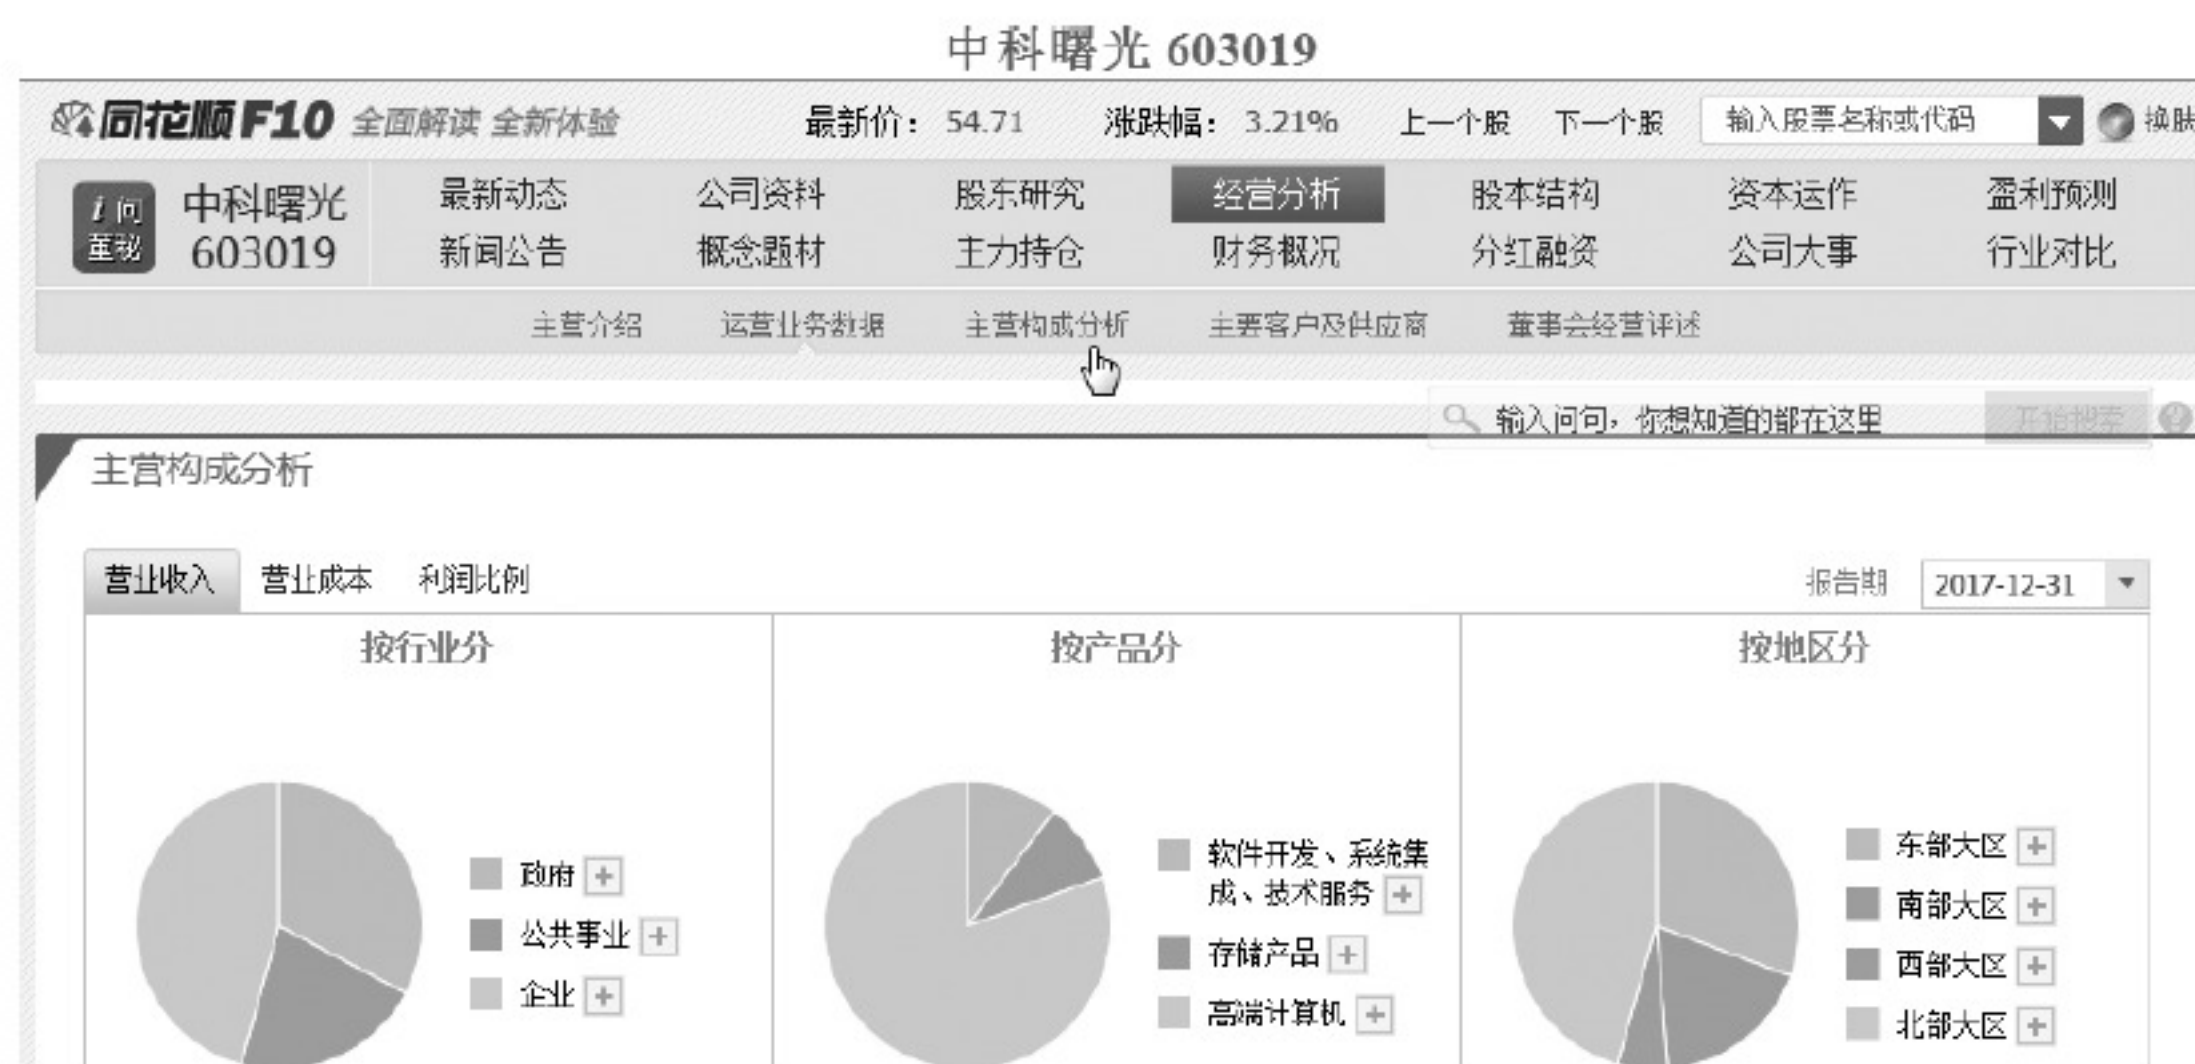 中科曙光 603019
同花顺F10 全面解读 全新体验 最新价： 54.71 涨跌幅： 3.21% 上一个股 下一个股 输入股票名称或代码 换肤
i问董秘 中科曙光 603019
最新动态 公司资料 股东研究 经营分析 股本结构 资本运作 盈利预测
新闻公告 概念题材 主力持仓 财务概况 分红融资 公司大事 行业对比
主营介绍 运营业务数据 主营构成分析 主要客户及供应商 董事会经营评述
输入问句，你想知道的都在这里 开始搜索
主营构成分析
营业收入 营业成本 利润比例 报告期 2017-12-31
按行业分
政府
公共事业
企业
按产品分
软件开发、系统集
成、技术服务
存储产品
高端计算机
按地区分
东部大区
南部大区
西部大区
北部大区